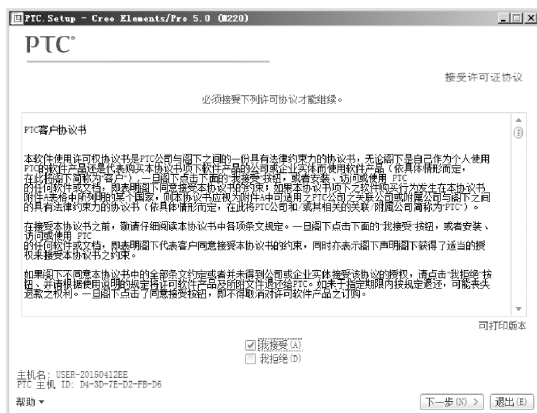 PTC.Setup - Creo Elements/Pro 5.0 (M220)
PTC®
接受许可证协议
必须接受下列许可协议才能继续。
PTC客户协议书
本软件使用许可权协议书是PTC公司与阁下之间的一份具有法律约束力的协议书，无论阁下是自己作为个人使用
PTC的软件产品还是代表购买本协议书项下软件产品的公司或企业实体而使用软件产品（依具体情形而定，
在此将阁下简称为"客户"），一旦阁下点击下面的"我接受"按钮，或者安装、访问或使用 PTC
的任何软件或文档，即表明阁下同意接受本协议书的约束；如果本协议书项下之软件购买行为发生在本协议书
附件A表格中所列明的某个国家，则本协议书应视为附件A中可适用之PTC公司之关联公司或附属公司与阁下之间
的具有法律约束力的协议书（依具体情形而定，在此将PTC公司和/或其相关的关联/附属公司简称为"PTC"）。
在接受本协议书之前，敬请仔细阅读本协议书中各项条文规定。一旦阁下点击下面的"我接受"按钮，或者安装、
访问或使用 PTC
的任何软件或文档，即表明阁下代表客户同意接受本协议书的约束，同时亦表示阁下声明阁下获得了适当的授
权来接受本协议书之约束。
如果阁下不同意本协议书中的全部条文约定或者并未得到公司或企业实体接受该协议的授权，请点击"我拒绝"按
钮、并请根据使用说明的规定将许可软件产品及所附文件退还给PTC。如未于指定期限内按规定退还，可能丧失
退款之权利。一旦阁下点击了同意接受按钮，即不得取消对许可软件产品之订购。
可打印版本
我接受(A)
我拒绝(D)
主机名: USER-20150412EE
PTC 主机 ID: D4-3D-7E-D2-FB-D6
帮助
下一步(N) >
退出(E)